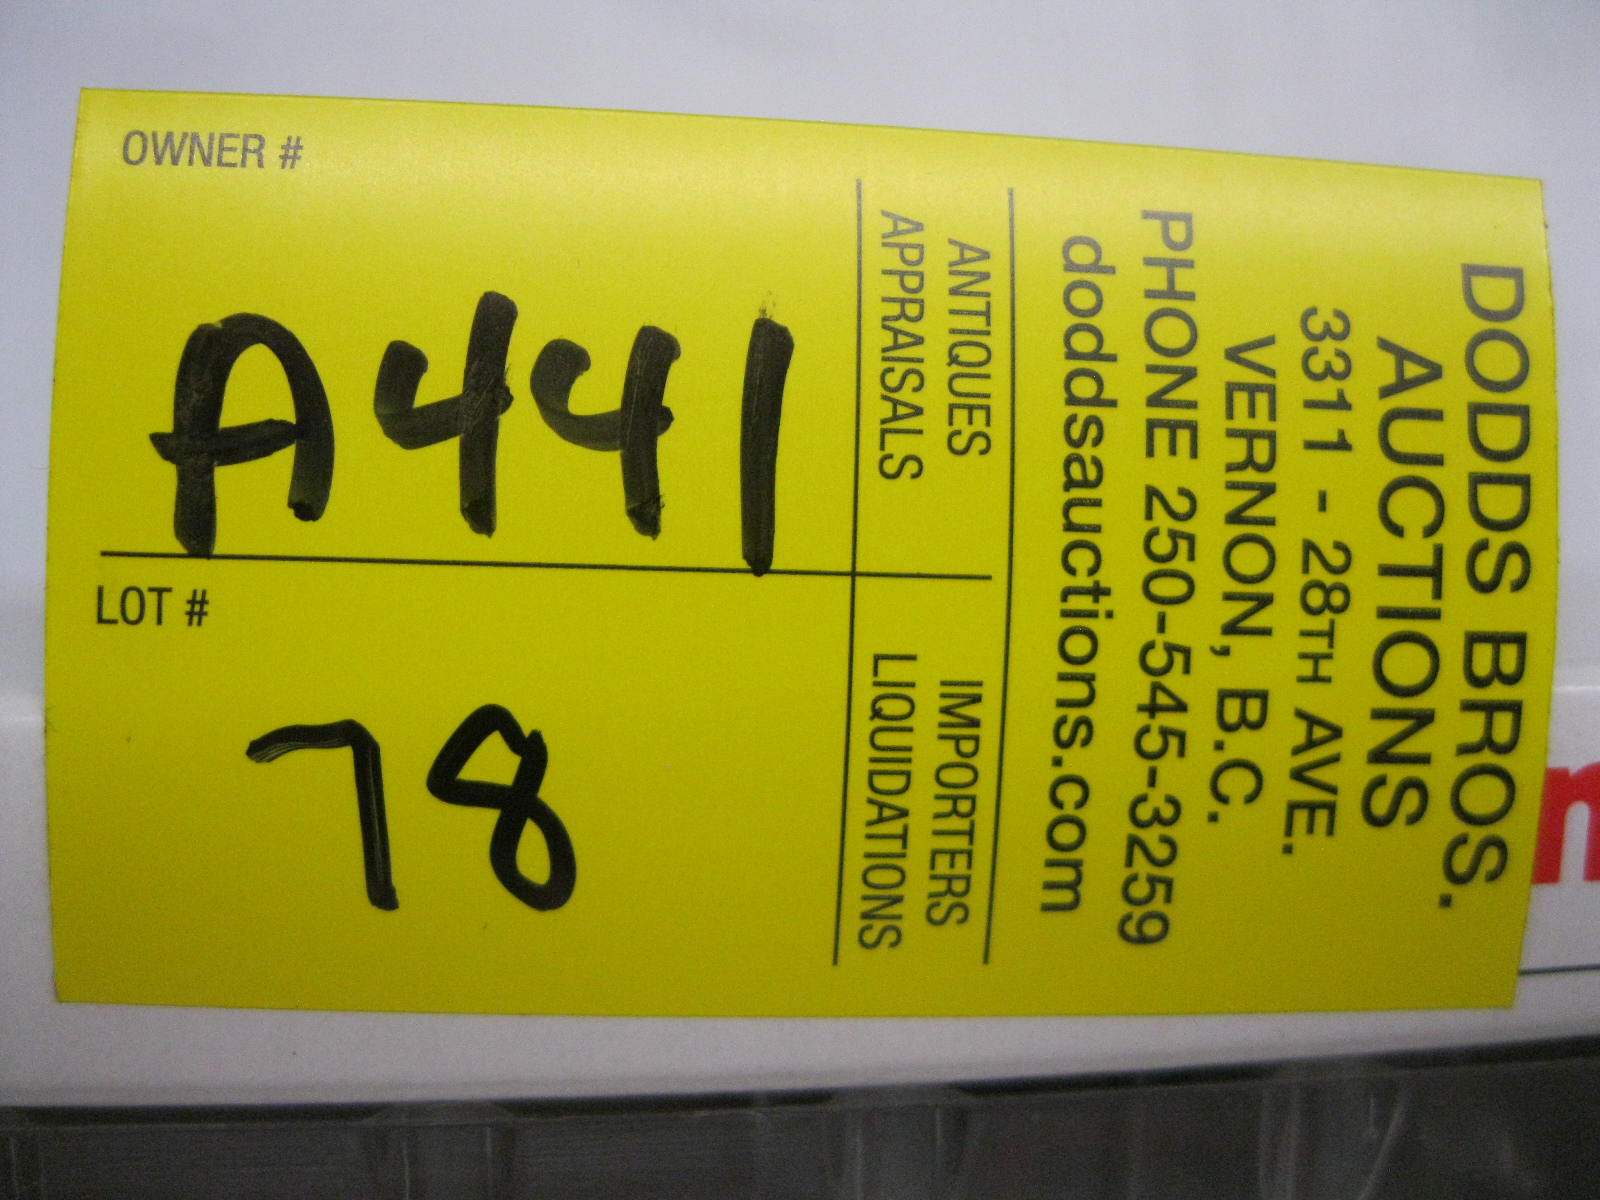 DODDS BROS.
AUCTIONS
3311 - 28TH AVE.
VERNON, B.C.
PHONE 250-545-3259
doddsauctions.com
ANTIQUES
APPRAISALS
IMPORTERS
LIQUIDATIONS
OWNER #
A441
LOT #
78